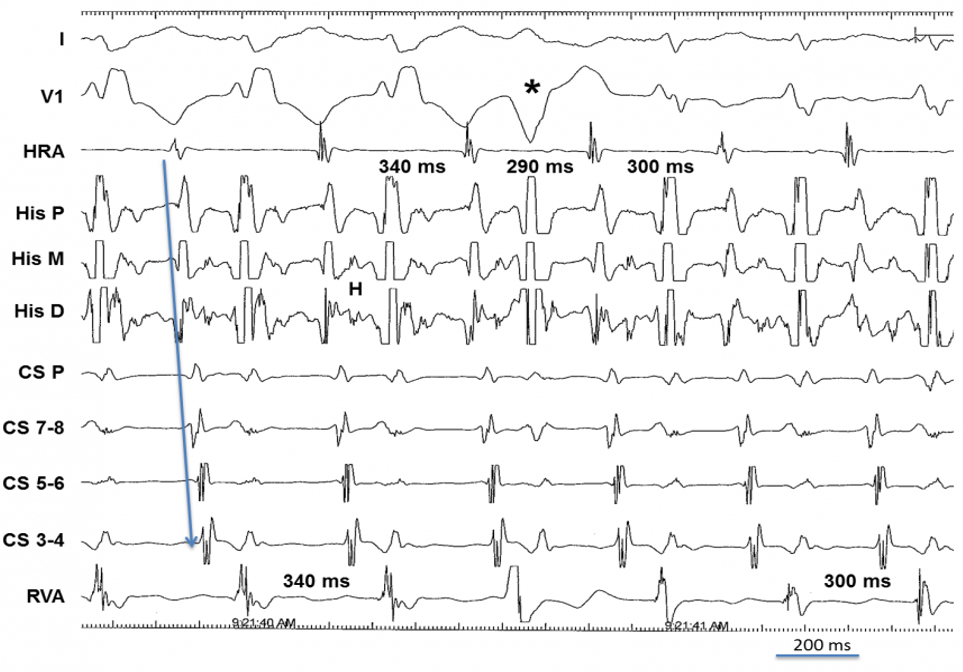 I
V1
*
HRA
340 ms 290 ms 300 ms
His P
His M
H
His D
CS P
CS 7-8
CS 5-6
CS 3-4
340 ms 300 ms
RVA
9:21:40 AM 9:21:41 AM
200 ms